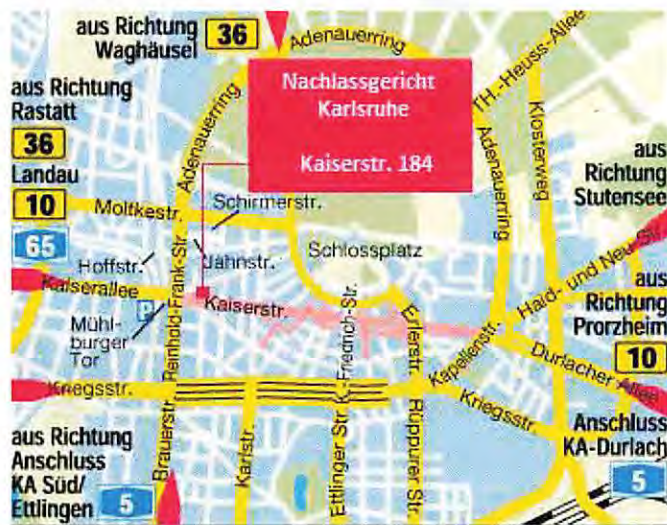 aus Richtung
Waghäusel
36
Adenauerring
TH.-Heuss-Allee
Nachlassgericht
Karlsruhe
Kaiserstr. 184
aus Richtung
Rastatt
36
Landau
10
65
Adenauerring
Adenauerring
Klosterweg
aus
Richtung
Stutensee
Moltkestr.
Schirmerstr.
Schlossplatz
Hoffstr.
Jahnstr.
Kaiserallee
Kaiserstr.
Reinhold-Frank-Str.
P
Mühl-
burger
Tor
K.-Friedrich-Str.
Erlerstr.
Kapellenstr.
Haid- und Neu-Str.
aus
Richtung
Prorzheim
10
Durlacher Allee
Kriegsstr.
Kriegsstr.
Brauerstr.
Karlstr.
Ettlinger Str.
Rüppurer Str.
aus Richtung
Anschluss
KA Süd/
Ettlingen
5
Anschluss
KA-Durlach
5